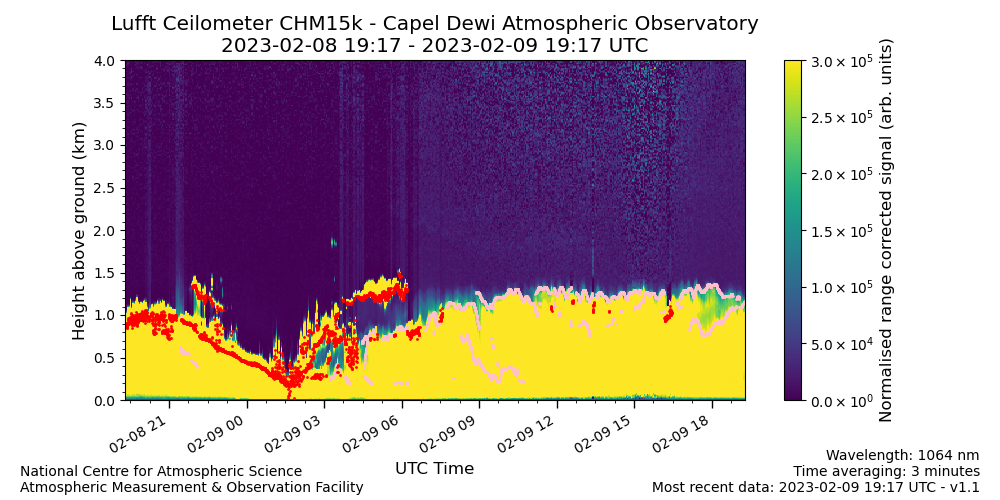 Lufft Ceilometer CHM15k - Capel Dewi Atmospheric Observatory
2023-02-08 19:17 - 2023-02-09 19:17 UTC
Height above ground (km)
4.0
3.5
3.0
2.5
2.0
1.5
1.0
0.5
0.0
02-08 21
02-09 00
02-09 03
02-09 06
02-09 09
02-09 12
02-09 15
02-09 18
UTC Time
3.0 × 10⁵
2.5 × 10⁵
2.0 × 10⁵
1.5 × 10⁵
1.0 × 10⁵
5.0 × 10⁴
0.0 × 10⁰
Normalised range corrected signal (arb. units)
National Centre for Atmospheric Science
Atmospheric Measurement & Observation Facility
Wavelength: 1064 nm
Time averaging: 3 minutes
Most recent data: 2023-02-09 19:17 UTC - v1.1